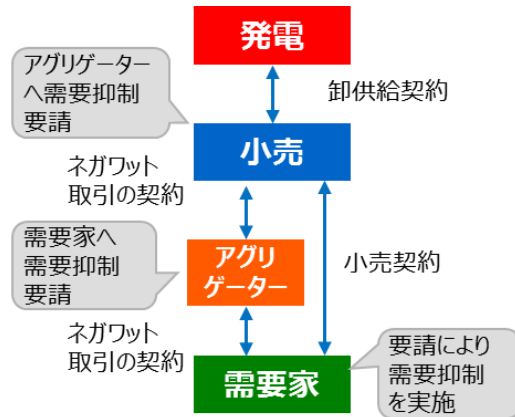 発電
アグリゲーター
へ需要抑制
要請
卸供給契約
小売
ネガワット
取引の契約
需要家へ
需要抑制
要請
アグリ
ゲーター
小売契約
ネガワット
取引の契約
要請により
需要抑制
を実施
需要家